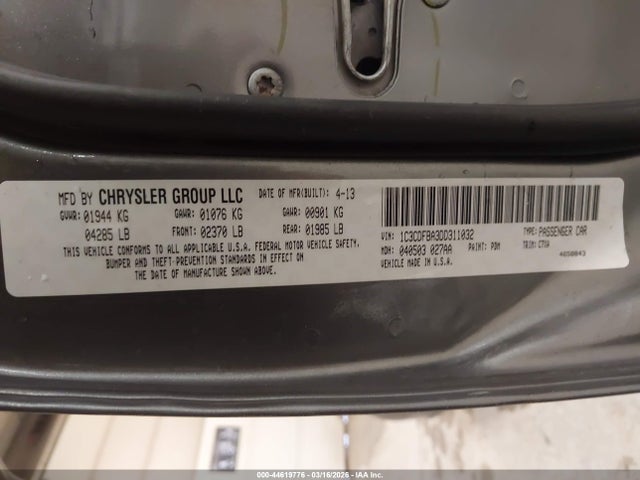 MFD BY CHRYSLER GROUP LLC DATE OF MFR(BUILT): 4-13
GVWR: 01944 KG GAWR: 01076 KG GAWR: 00901 KG
04285 LB FRONT: 02370 LB REAR: 01985 LB
THIS VEHICLE CONFORMS TO ALL APPLICABLE U.S.A. FEDERAL MOTOR VEHICLE SAFETY,
BUMPER AND THEFT PREVENTION STANDARDS IN EFFECT ON
THE DATE OF MANUFACTURE SHOWN ABOVE.
VIN: 1C3CDFBA3DD311032 TYPE: PASSENGER CAR
MDH: 040503 027AA PAINT: PDM TRIM: C7X9
VEHICLE MADE IN U.S.A. 4650843
000-44619776 | 03/16/2026 | IAA Inc.